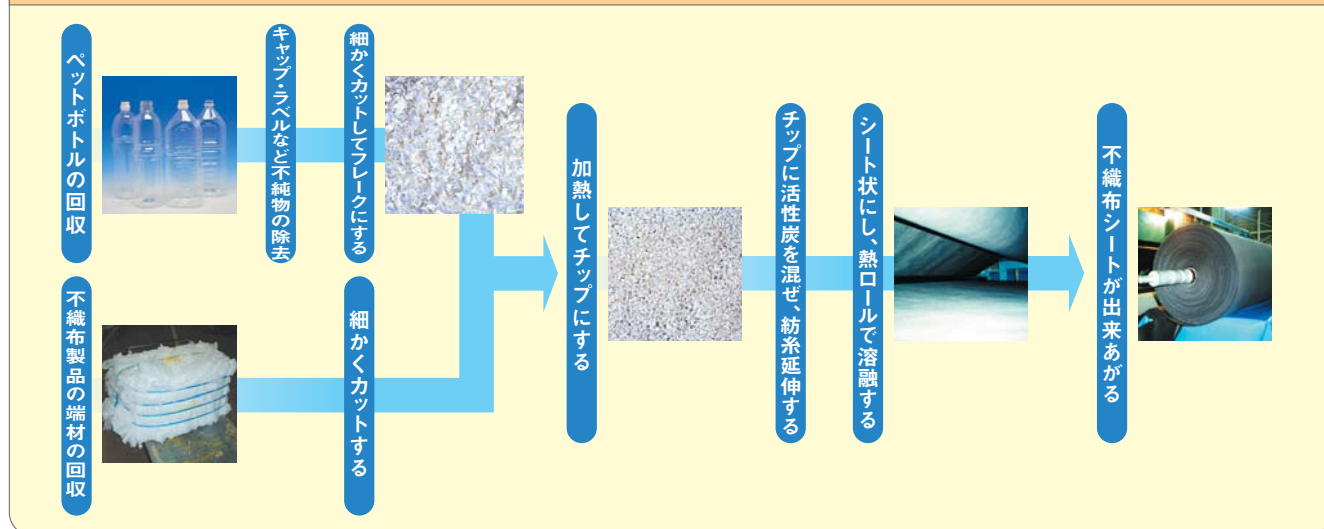 ペットボトルの回収
キャップ・ラベルなど不純物の除去
細かくカットしてフレークにする
不織布製品の端材の回収
細かくカットする
加熱してチップにする
チップに活性炭を混ぜ、紡糸延伸する
シート状にし、熱ロールで溶融する
不織布シートが出来あがる